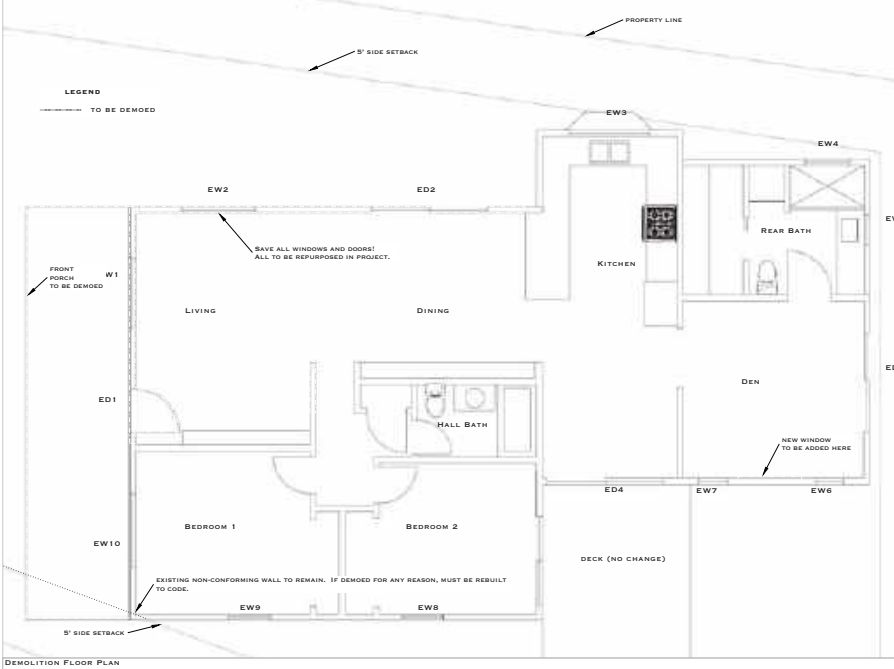 PROPERTY LINE
5' SIDE SETBACK
LEGEND
TO BE DEMOED
EW3
EW4
EW2
ED2
REAR BATH
SAVE ALL WINDOWS AND DOORS!
ALL TO BE REPURPOSED IN PROJECT.
KITCHEN
FRONT
PORCH
TO BE DEMOED
W1
LIVING
DINING
DEN
ED1
HALL BATH
NEW WINDOW
TO BE ADDED HERE
ED4
EW7
EW6
BEDROOM 1
BEDROOM 2
EW10
DECK (NO CHANGE)
EXISTING NON-CONFORMING WALL TO REMAIN. IF DEMOED FOR ANY REASON, MUST BE REBUILT
TO CODE.
EW9
EW8
5' SIDE SETBACK
DEMOLITION FLOOR PLAN